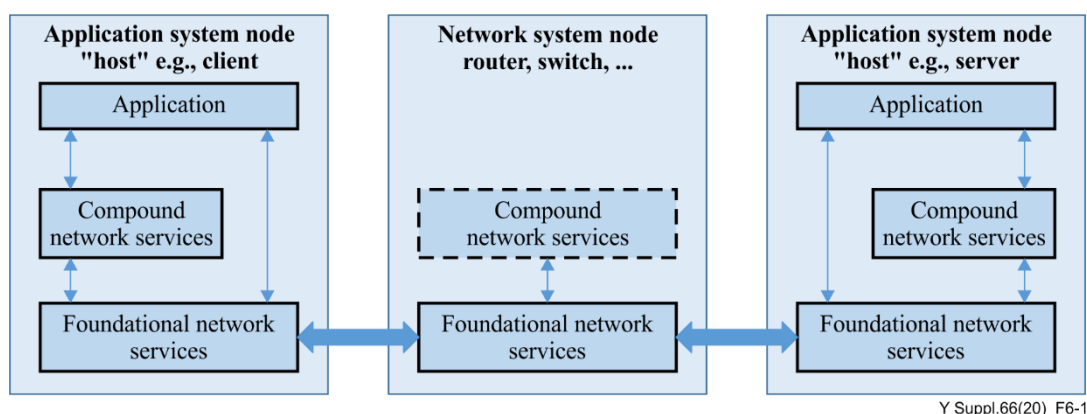 Application system node
"host" e.g., client
Application
Compound
network services
Foundational network
services
Network system node
router, switch, ...
Compound
network services
Foundational network
services
Application system node
"host" e.g., server
Application
Compound
network services
Foundational network
services
Y Suppl.66(20)_F6-1